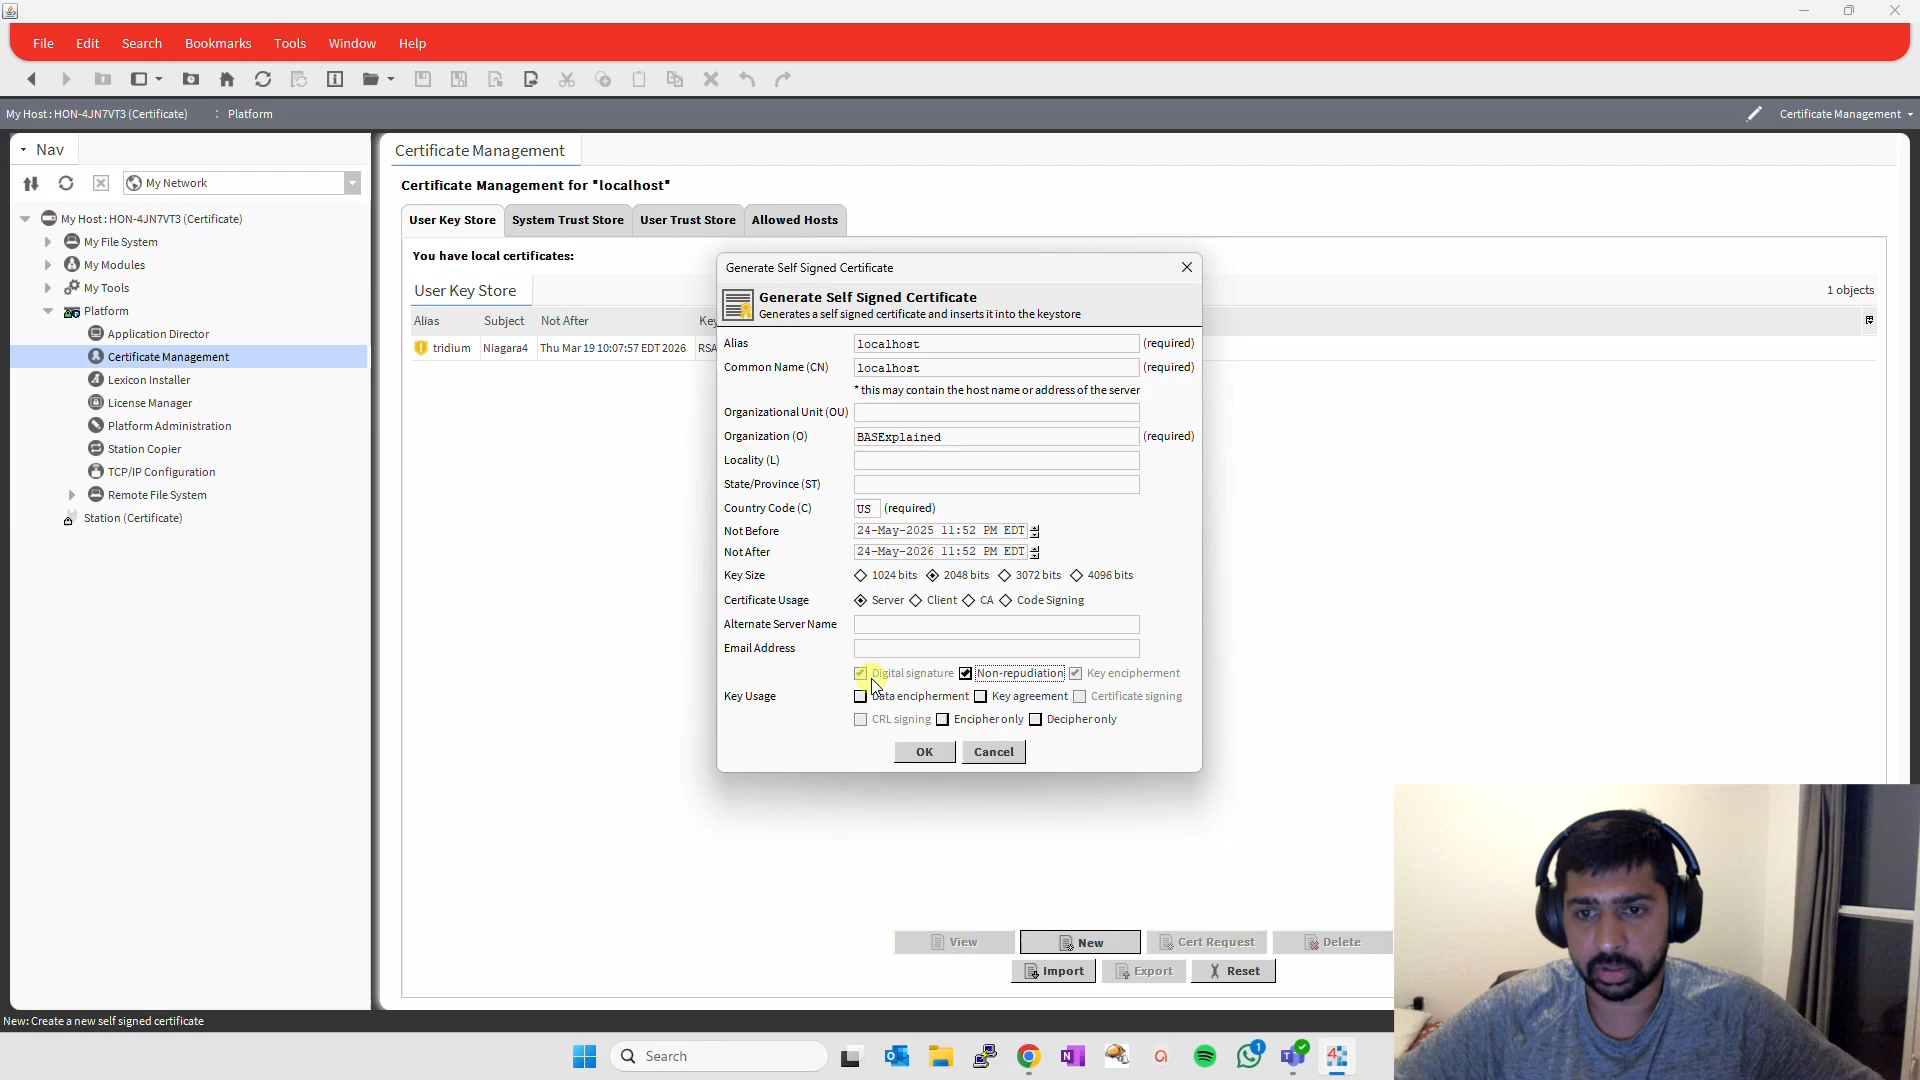 File Edit Search Bookmarks Tools Window Help
My Host : HON-4JN7VT3 (Certificate) : Platform
Certificate Management
Nav
My Network
My Host : HON-4JN7VT3 (Certificate)
My File System
My Modules
My Tools
Platform
Application Director
Certificate Management
Lexicon Installer
License Manager
Platform Administration
Station Copier
TCP/IP Configuration
Remote File System
Station (Certificate)
Certificate Management
Certificate Management for "localhost"
User Key Store System Trust Store User Trust Store Allowed Hosts
You have local certificates:
User Key Store
1 objects
Alias Subject Not After
tridium Niagara4 Thu Mar 19 10:07:57 EDT 2026 RSA
Generate Self Signed Certificate
Generate Self Signed Certificate
Generates a self signed certificate and inserts it into the keystore
Alias localhost (required)
Common Name (CN) localhost (required)
* this may contain the host name or address of the server
Organizational Unit (OU)
Organization (O) BASExplained (required)
Locality (L)
State/Province (ST)
Country Code (C) US (required)
Not Before 24-May-2025 11:52 PM EDT
Not After 24-May-2026 11:52 PM EDT
Key Size 1024 bits 2048 bits 3072 bits 4096 bits
Certificate Usage Server Client CA Code Signing
Alternate Server Name
Email Address
Digital signature Non-repudiation Key encipherment
Key Usage Data encipherment Key agreement Certificate signing
CRL signing Encipher only Decipher only
OK Cancel
View New Cert Request Delete
Import Export Reset
New: Create a new self signed certificate
Search
1